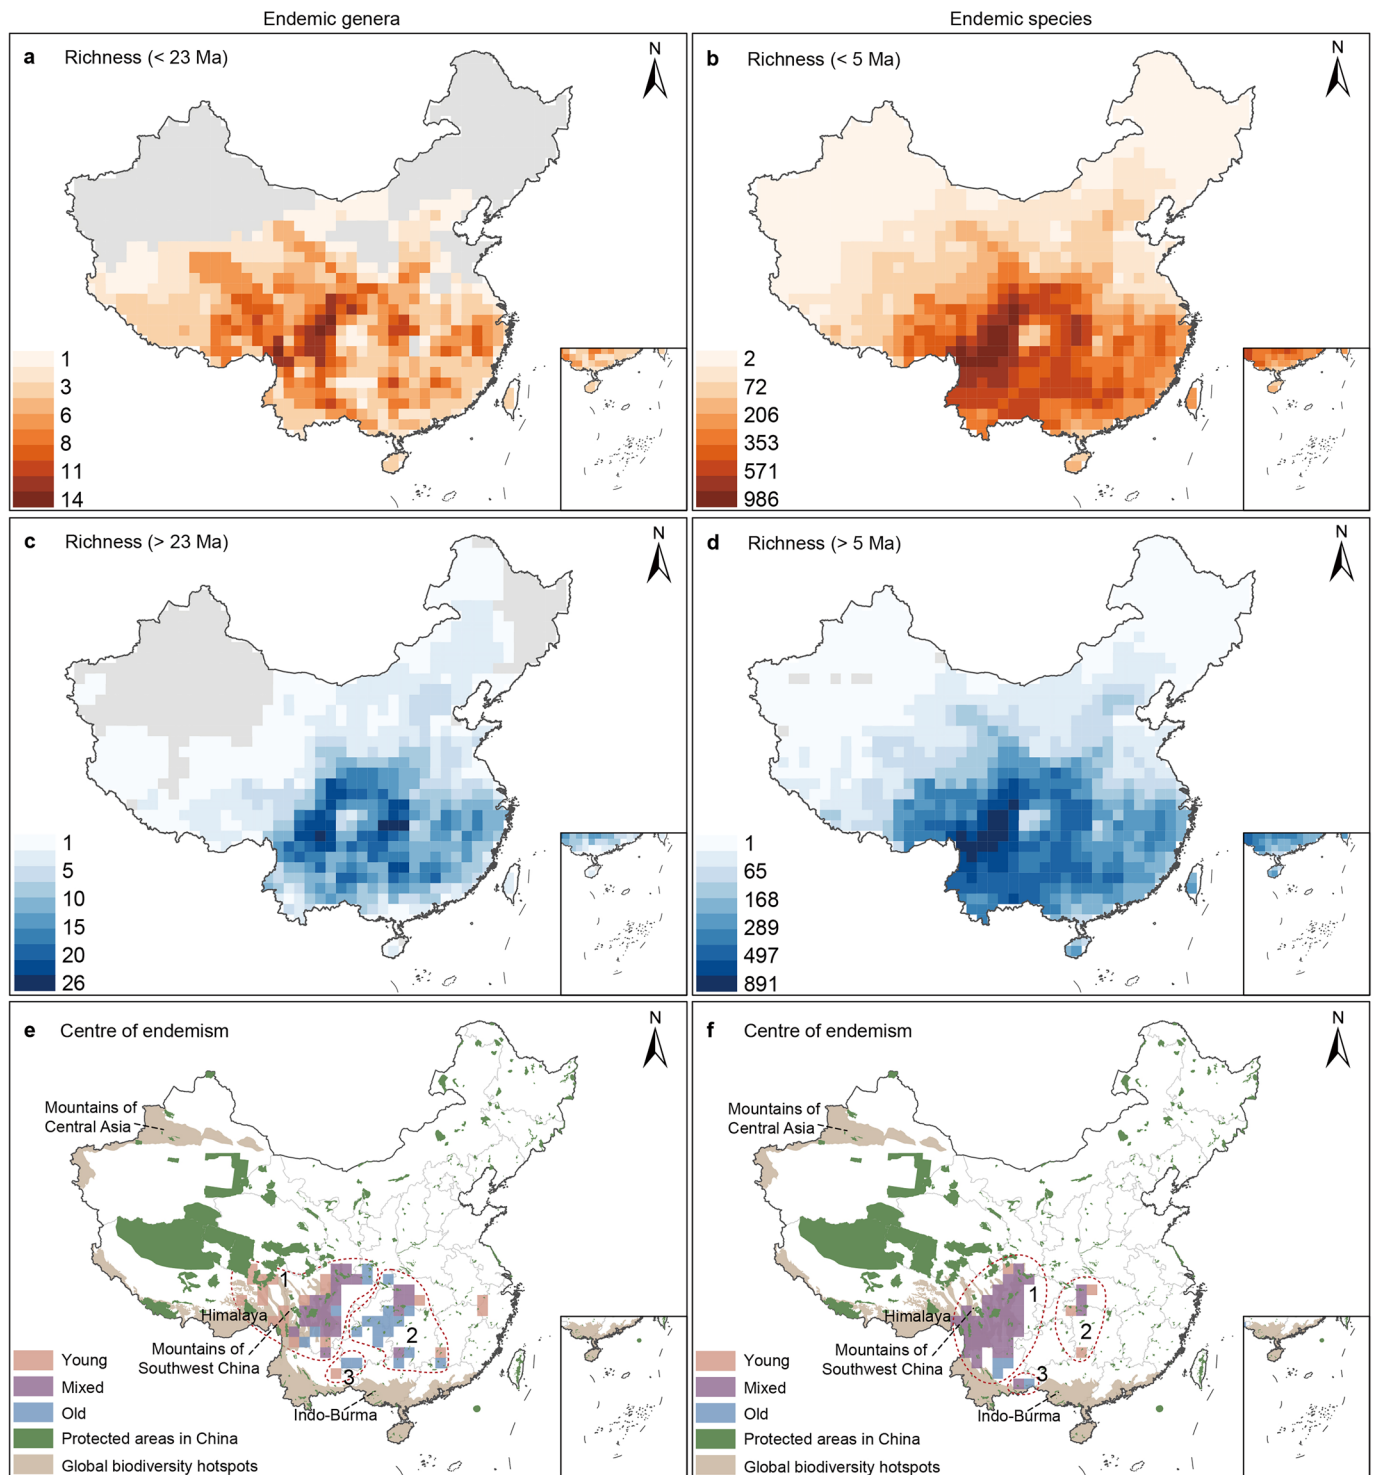 Endemic genera
Endemic species
a Richness (< 23 Ma)
N
1
3
6
8
11
14
b Richness (< 5 Ma)
N
2
72
206
353
571
986
c Richness (> 23 Ma)
N
1
5
10
15
20
26
d Richness (> 5 Ma)
N
1
65
168
289
497
891
e Centre of endemism
N
Mountains of
Central Asia
1
Himalaya
2
Mountains of
Southwest China
3
Indo-Burma
Young
Mixed
Old
Protected areas in China
Global biodiversity hotspots
f Centre of endemism
N
Mountains of
Central Asia
1
Himalaya
2
Mountains of
Southwest China
3
Indo-Burma
Young
Mixed
Old
Protected areas in China
Global biodiversity hotspots